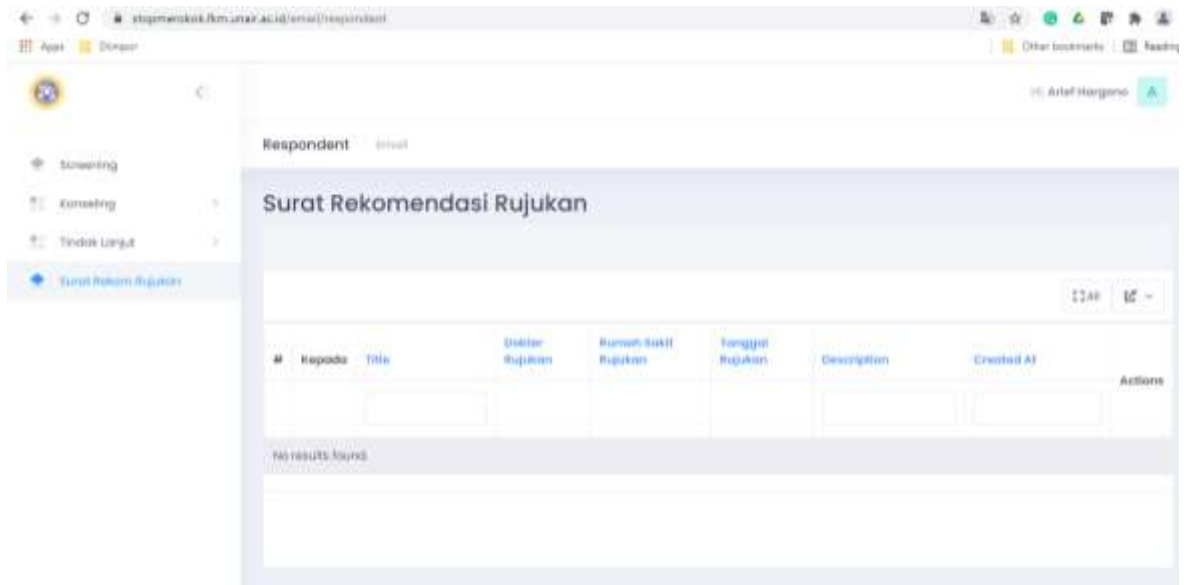 stopmerokok.fkm.unair.ac.id/email/respondent
Apps
Other bookmarks
Reading
Hi, Arief Hargono
A
Respondent
Email
Screening
Konseling
Tindak Lanjut
Surat Rekom Rujukan
Surat Rekomendasi Rujukan
All
# Kepada Title Dokter Rujukan Rumah Sakit Rujukan Tanggal Rujukan Description Created At Actions
No results found.